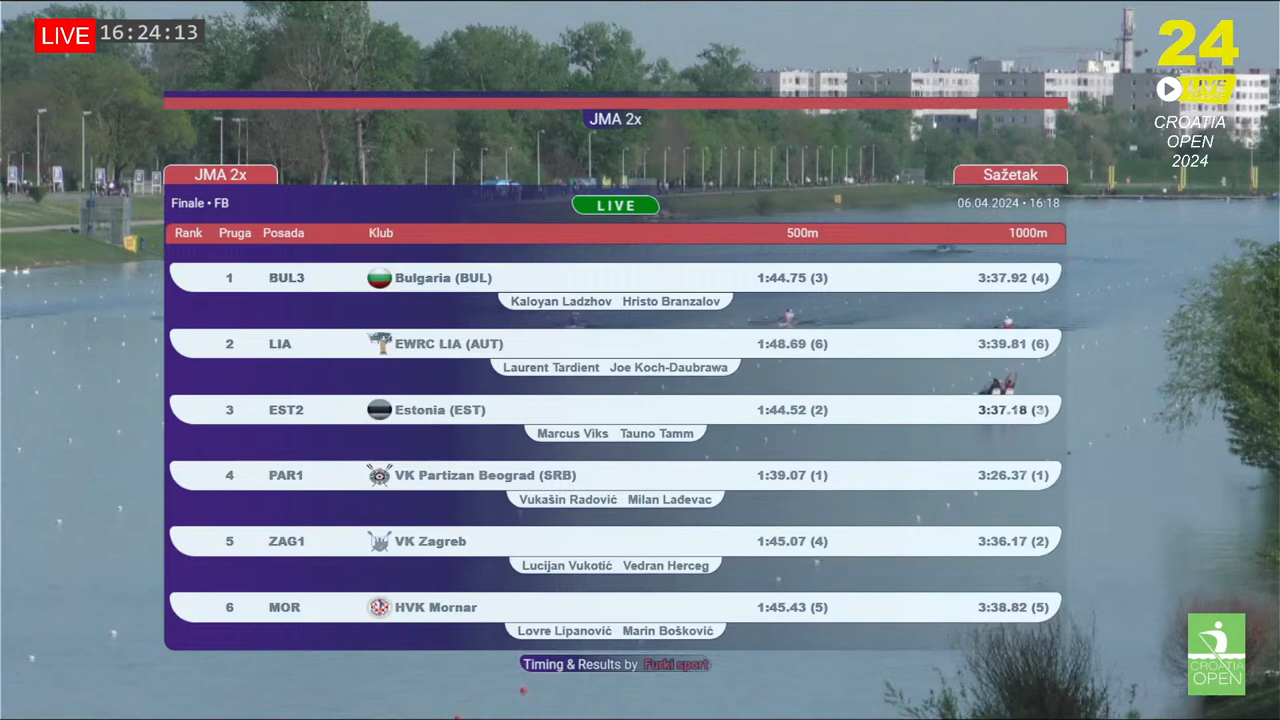 LIVE 16:24:13
24
LIVE
CROATIA
OPEN
2024
JMA 2x
JMA 2x Sažetak
Finale • FB LIVE 06.04.2024 • 16:18
Rank Pruga Posada Klub 500m 1000m
1 BUL3 Bulgaria (BUL) 1:44.75 (3) 3:37.92 (4)
Kaloyan Ladzhov Hristo Branzalov
2 LIA EWRC LIA (AUT) 1:48.69 (6) 3:39.81 (6)
Laurent Tardient Joe Koch-Daubrawa
3 EST2 Estonia (EST) 1:44.52 (2) 3:37.18 (3)
Marcus Viks Tauno Tamm
4 PAR1 VK Partizan Beograd (SRB) 1:39.07 (1) 3:26.37 (1)
Vukašin Radović Milan Lađevac
5 ZAG1 VK Zagreb 1:45.07 (4) 3:36.17 (2)
Lucijan Vukotić Vedran Herceg
6 MOR HVK Mornar 1:45.43 (5) 3:38.82 (5)
Lovre Lipanović Marin Bošković
Timing & Results by Furki sport
CROATIA
OPEN